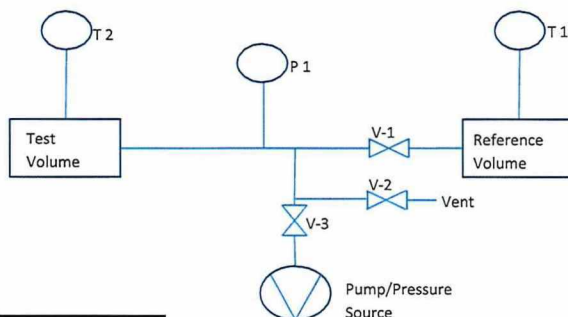 T 2
T 1
P 1
Test
Volume
V-1
Reference
Volume
V-2
Vent
V-3
Pump/Pressure
Source